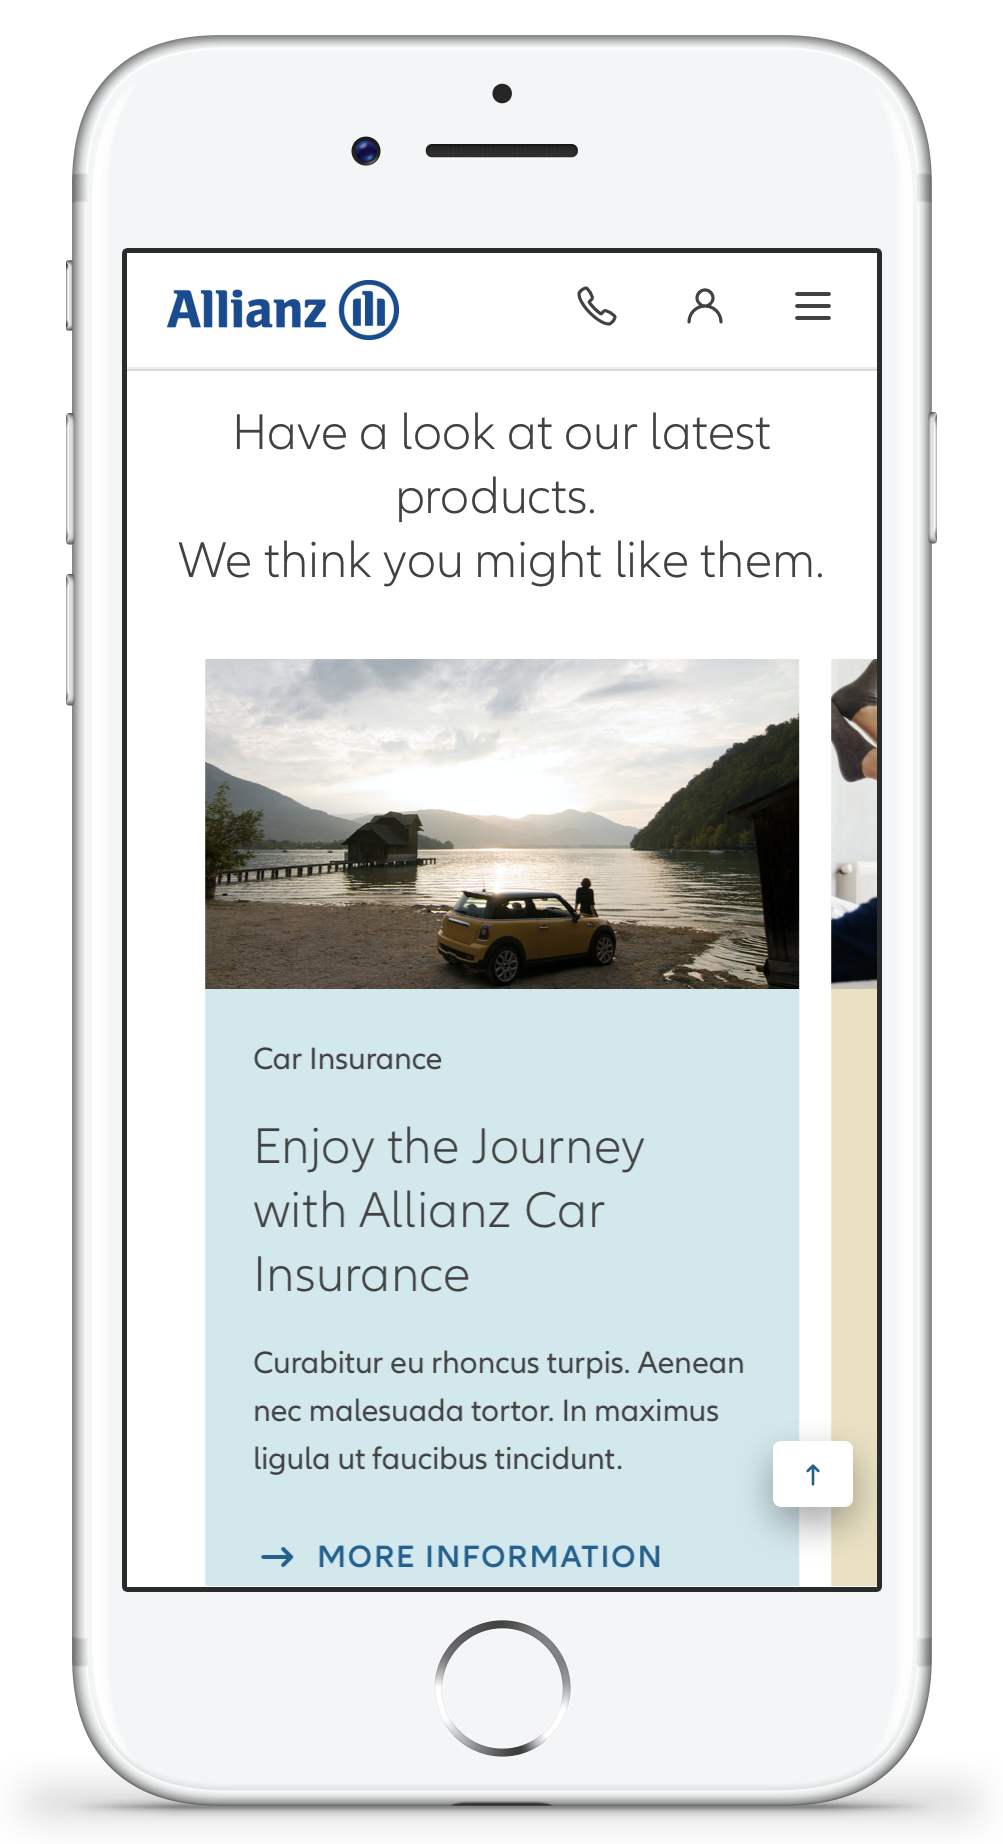 Allianz
Have a look at our latest
products.
We think you might like them.
Car Insurance
Enjoy the Journey
with Allianz Car
Insurance
Curabitur eu rhoncus turpis. Aenean
nec malesuada tortor. In maximus
ligula ut faucibus tincidunt.
MORE INFORMATION